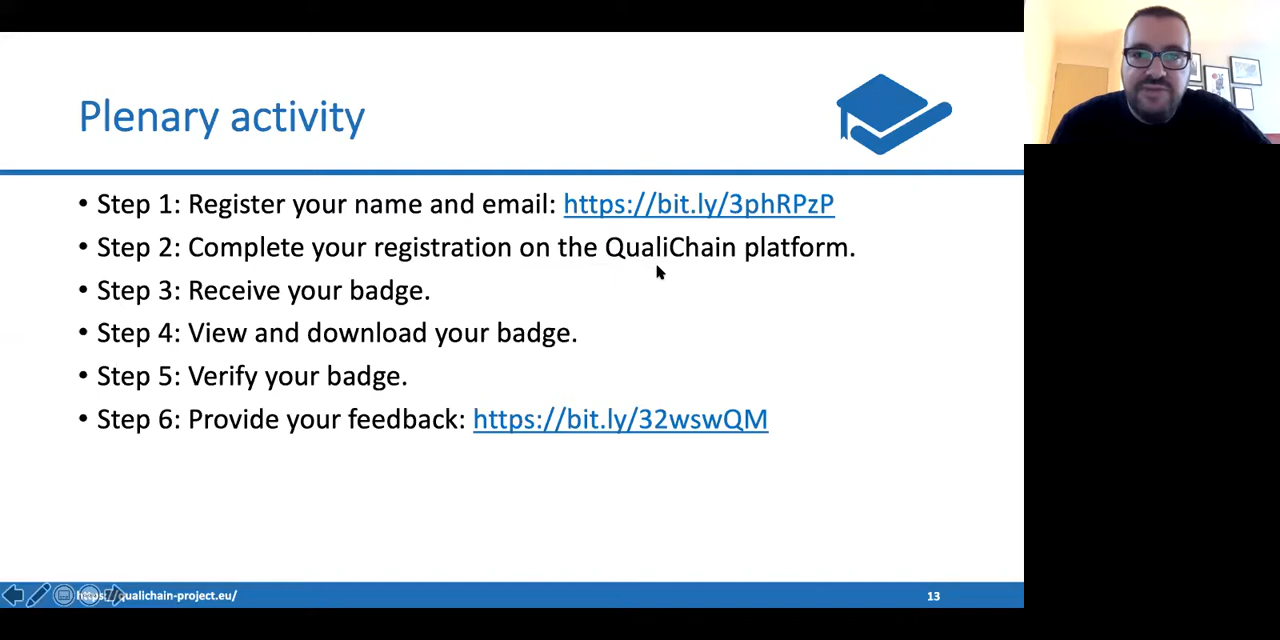 Plenary activity
• Step 1: Register your name and email: https://bit.ly/3phRPzP
• Step 2: Complete your registration on the QualiChain platform.
• Step 3: Receive your badge.
• Step 4: View and download your badge.
• Step 5: Verify your badge.
• Step 6: Provide your feedback: https://bit.ly/32wswQM
https://qualichain-project.eu/
13